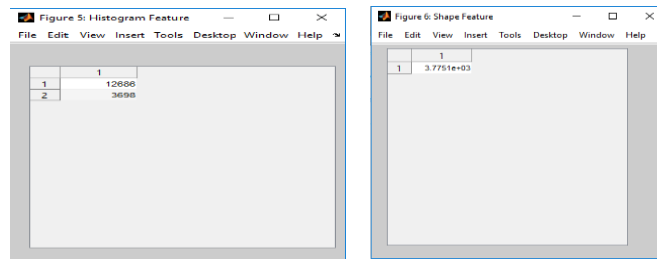 Figure 5: Histogram Feature
File Edit View Insert Tools Desktop Window Help
1
1 12686
2 3698
Figure 6: Shape Feature
File Edit View Insert Tools Desktop Window Help
1
1 3.7751e+03